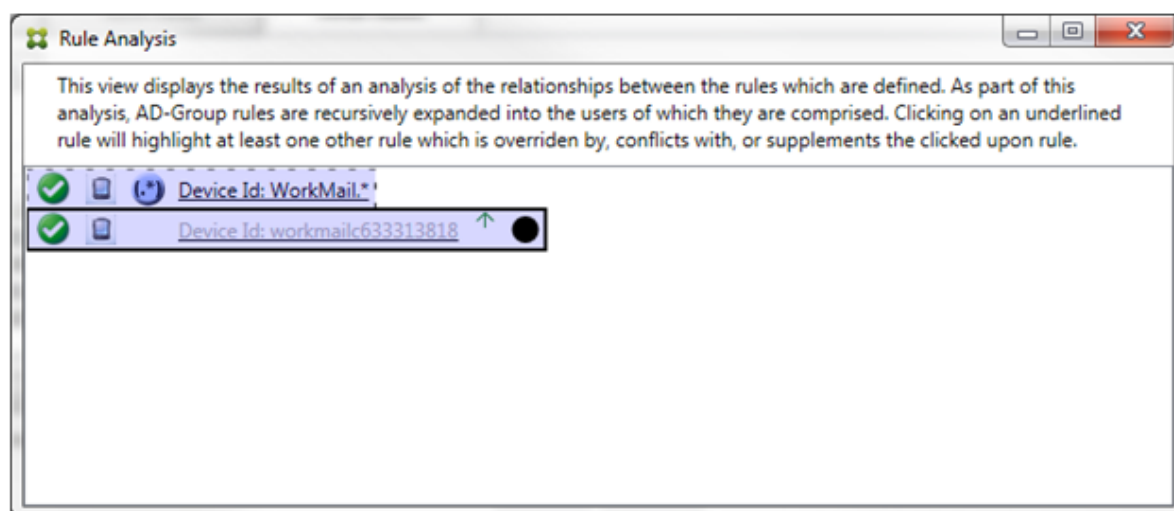 Rule Analysis
This view displays the results of an analysis of the relationships between the rules which are defined. As part of this
analysis, AD-Group rules are recursively expanded into the users of which they are comprised. Clicking on an underlined
rule will highlight at least one other rule which is overriden by, conflicts with, or supplements the clicked upon rule.
(.*) Device Id: WorkMail.*
Device Id: workmailc633313818